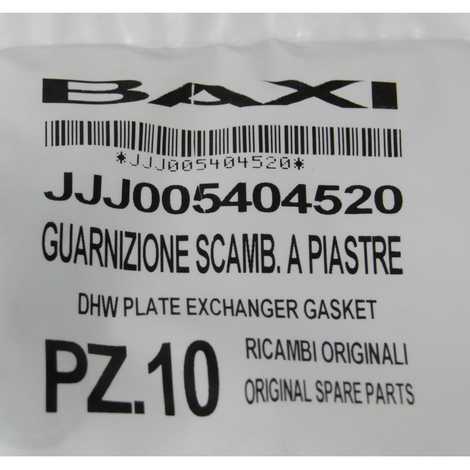 BAXI
*JJJ005404520*
JJJ005404520
GUARNIZIONE SCAMB. A PIASTRE
DHW PLATE EXCHANGER GASKET
PZ.10
RICAMBI ORIGINALI
ORIGINAL SPARE PARTS